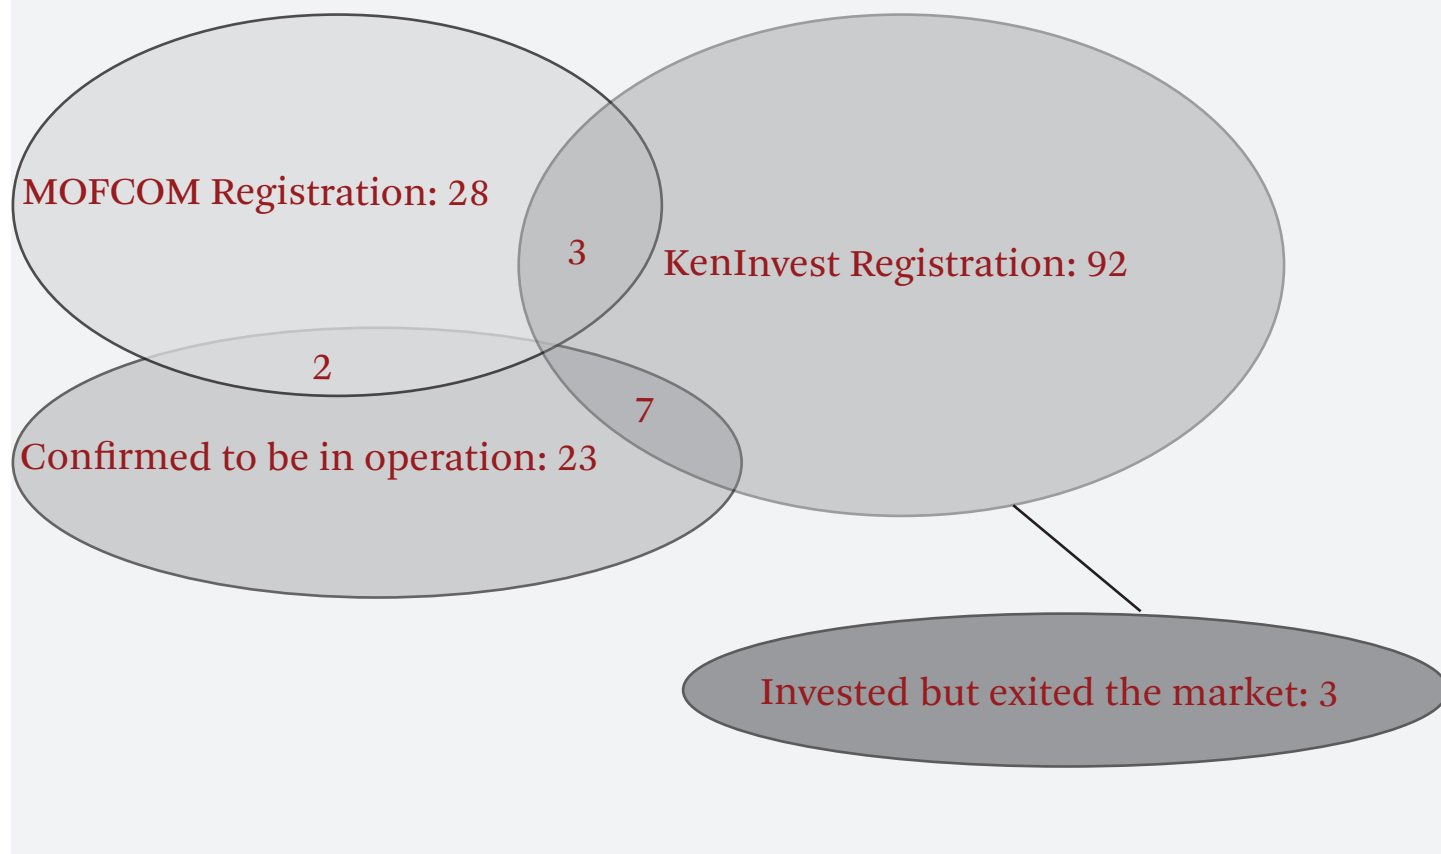 MOFCOM Registration: 28
3
KenInvest Registration: 92
2
7
Confirmed to be in operation: 23
Invested but exited the market: 3